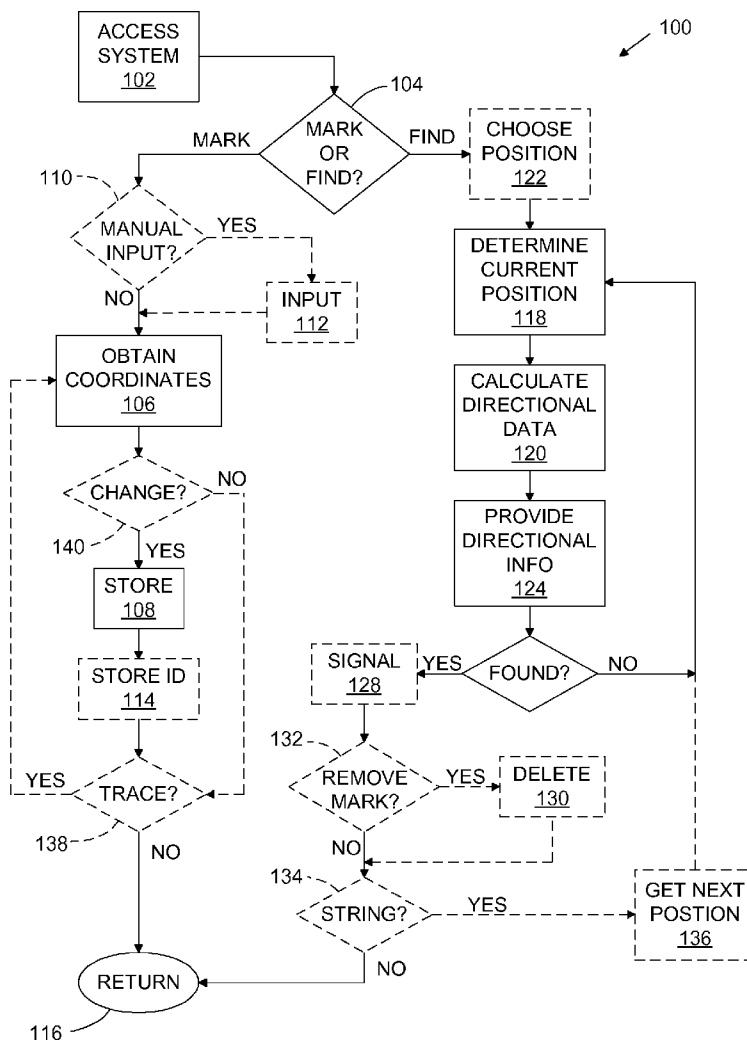 ACCESS
SYSTEM
102
100
104
MARK
OR
FIND?
MARK
FIND
CHOOSE
POSITION
122
110
MANUAL
INPUT?
YES
NO
INPUT
112
DETERMINE
CURRENT
POSITION
118
OBTAIN
COORDINATES
106
CALCULATE
DIRECTIONAL
DATA
120
CHANGE?
NO
140
YES
PROVIDE
DIRECTIONAL
INFO
124
STORE
108
STORE ID
114
SIGNAL
128
YES
FOUND?
NO
132
REMOVE
MARK?
YES
DELETE
130
NO
YES
TRACE?
138
NO
134
STRING?
YES
NO
GET NEXT
POSTION
136
RETURN
116